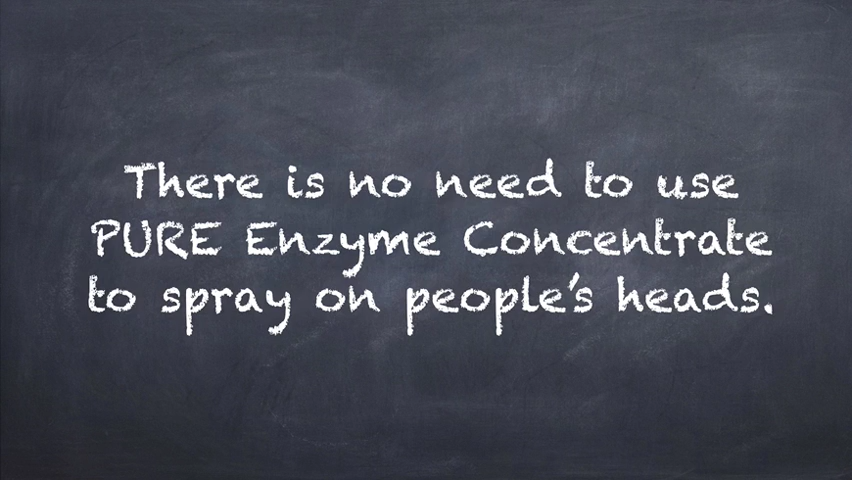 There is no need to use
PURE Enzyme Concentrate
to spray on people's heads.